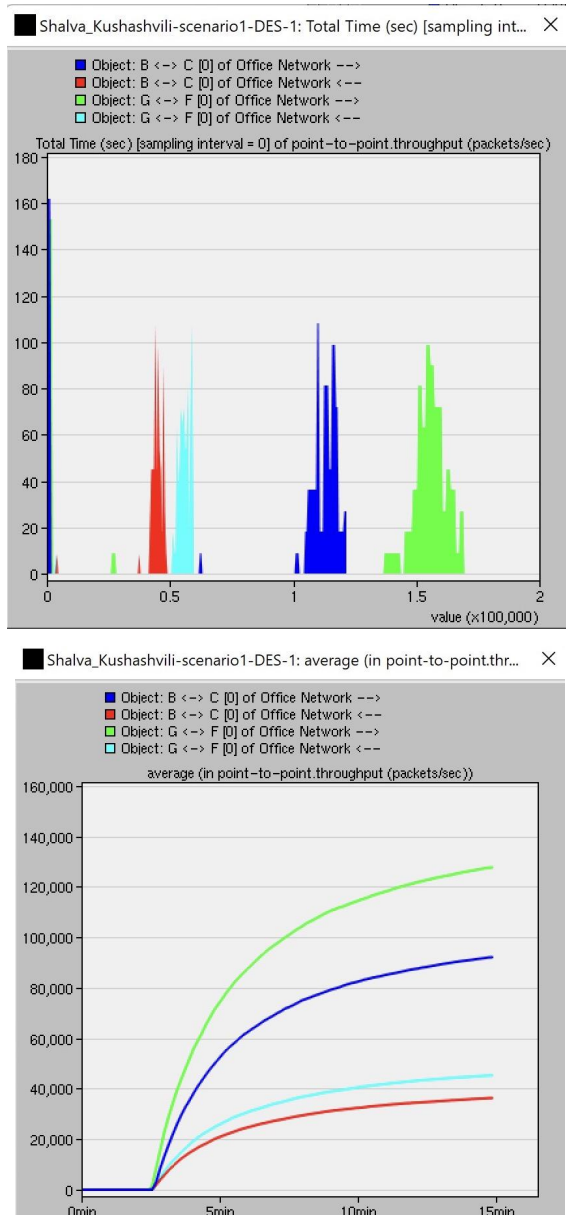 Shalva_Kushashvili-scenario1-DES-1: Total Time (sec) [sampling int...
Object: B <-> C [0] of Office Network -->
Object: B <-> C [0] of Office Network <--
Object: G <-> F [0] of Office Network -->
Object: G <-> F [0] of Office Network <--
Total Time (sec) [sampling interval = 0] of point-to-point.throughput (packets/sec)
180
160
140
120
100
80
60
40
20
0
0 0.5 1 1.5 2
value (x100,000)
Shalva_Kushashvili-scenario1-DES-1: average (in point-to-point.thr...
Object: B <-> C [0] of Office Network -->
Object: B <-> C [0] of Office Network <--
Object: G <-> F [0] of Office Network -->
Object: G <-> F [0] of Office Network <--
average (in point-to-point.throughput (packets/sec))
160,000
140,000
120,000
100,000
80,000
60,000
40,000
20,000
0
0min 5min 10min 15min